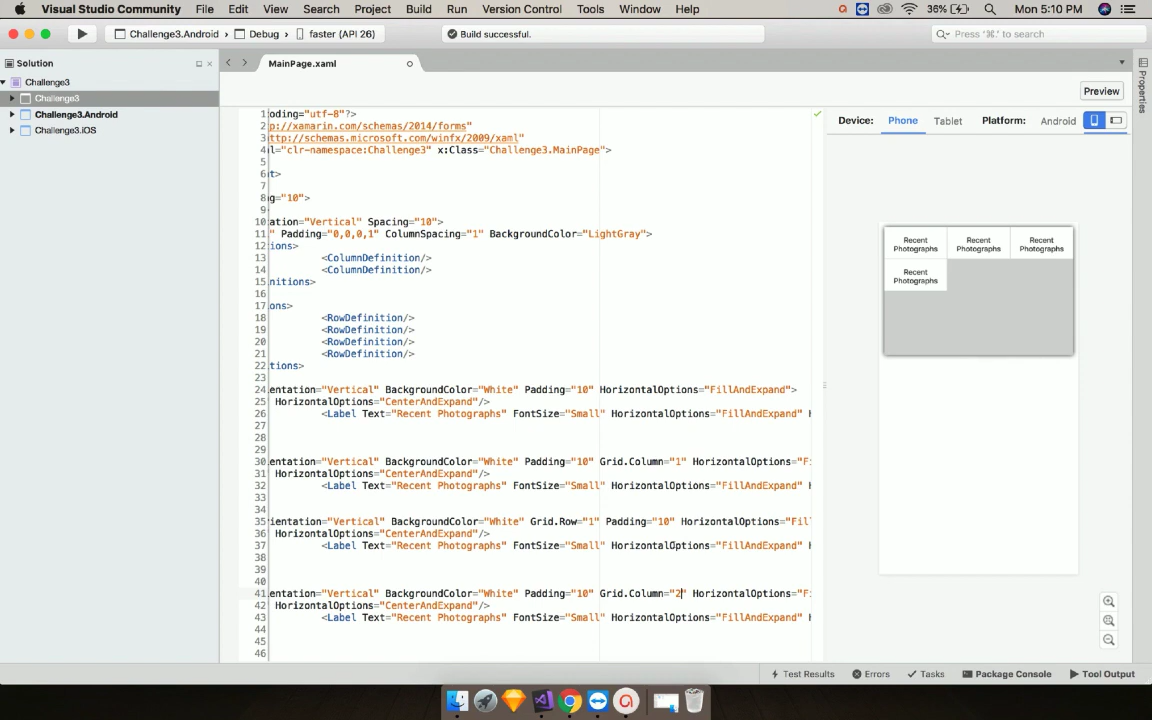 Visual Studio Community File Edit View Search Project Build Run Version Control Tools Window Help 36% Mon 5:10 PM
Challenge3.Android › Debug › faster (API 26) Build successful. Press '⌘.' to search
Solution MainPage.xaml Properties
Challenge3
Challenge3
Challenge3.Android
Challenge3.iOS
Preview
Device: Phone Tablet Platform: Android
1 oding="utf-8"?>
2 p://xamarin.com/schemas/2014/forms"
3 ttp://schemas.microsoft.com/winfx/2009/xaml"
4 l="clr-namespace:Challenge3" x:Class="Challenge3.MainPage">
5
6 t>
7
8 g="10">
9
10 ation="Vertical" Spacing="10">
11 " Padding="0,0,0,1" ColumnSpacing="1" BackgroundColor="LightGray">
12 ions>
13 <ColumnDefinition/>
14 <ColumnDefinition/>
15 nitions>
16
17 ons>
18 <RowDefinition/>
19 <RowDefinition/>
20 <RowDefinition/>
21 <RowDefinition/>
22 tions>
23
24 entation="Vertical" BackgroundColor="White" Padding="10" HorizontalOptions="FillAndExpand">
25 HorizontalOptions="CenterAndExpand"/>
26 <Label Text="Recent Photographs" FontSize="Small" HorizontalOptions="FillAndExpand" H
27
28
29
30 entation="Vertical" BackgroundColor="White" Padding="10" Grid.Column="1" HorizontalOptions="Fi
31 HorizontalOptions="CenterAndExpand"/>
32 <Label Text="Recent Photographs" FontSize="Small" HorizontalOptions="FillAndExpand" H
33
34
35 ientation="Vertical" BackgroundColor="White" Grid.Row="1" Padding="10" HorizontalOptions="Fill
36 HorizontalOptions="CenterAndExpand"/>
37 <Label Text="Recent Photographs" FontSize="Small" HorizontalOptions="FillAndExpand" H
38
39
40
41 entation="Vertical" BackgroundColor="White" Padding="10" Grid.Column="2" HorizontalOptions="Fi
42 HorizontalOptions="CenterAndExpand"/>
43 <Label Text="Recent Photographs" FontSize="Small" HorizontalOptions="FillAndExpand" H
44
45
46
Recent Recent Recent
Photographs Photographs Photographs
Recent
Photographs
Test Results Errors Tasks Package Console Tool Output